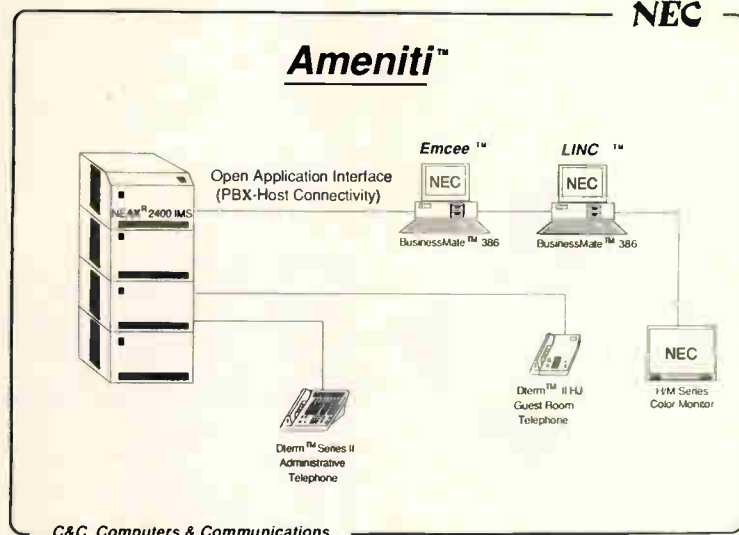 NEC
Ameniti™
Emcee ™
LINC ™
Open Application Interface
(PBX-Host Connectivity)
NEC
NEC
NEAX® 2400 IMS
BusinessMate™ 386
BusinessMate™ 386
NEC
Dterm™ II HJ
Guest Room
Telephone
H/M Series
Color Monitor
Dterm™ Series II
Administrative
Telephone
C&C Computers & Communications